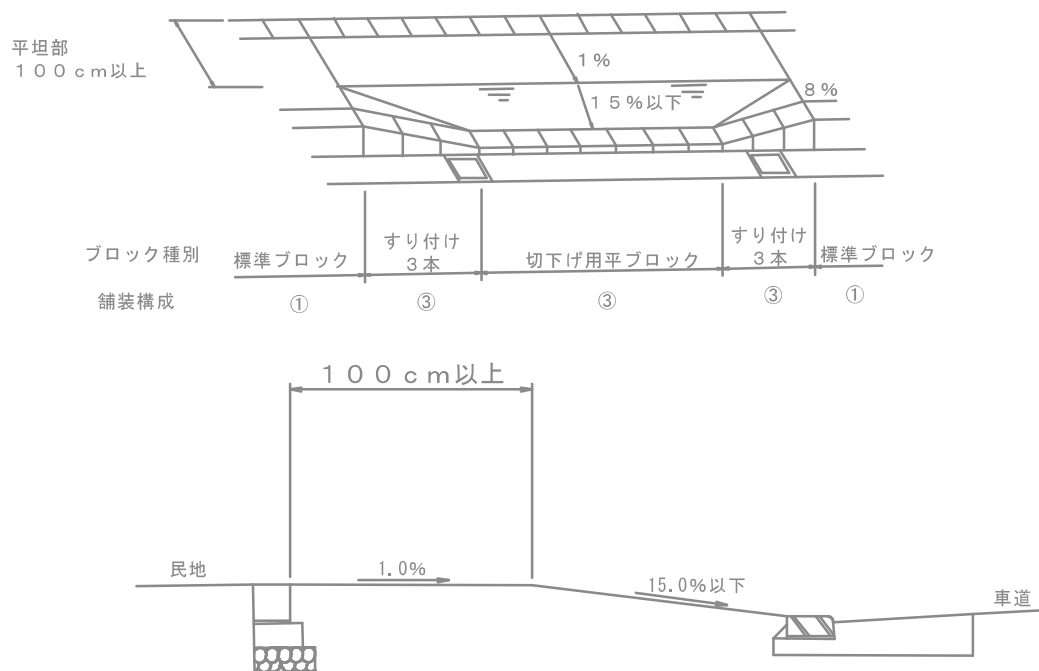 平坦部
１００ｃｍ以上
1%
１５%以下
8%
ブロック種別
標準ブロック
すり付け
3本
切下げ用平ブロック
すり付け
3本
標準ブロック
舗装構成
①
③
③
③
①
１００ｃｍ以上
民地
1.0%
15.0%以下
車道